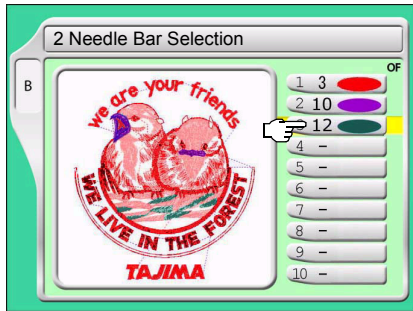 2 Needle Bar Selection
B
OF
we are your friends
WE LIVE IN THE FOREST
TAJIMA
1 3
2 10
12
4 –
5 –
6 –
7 –
8 –
9 –
10 –